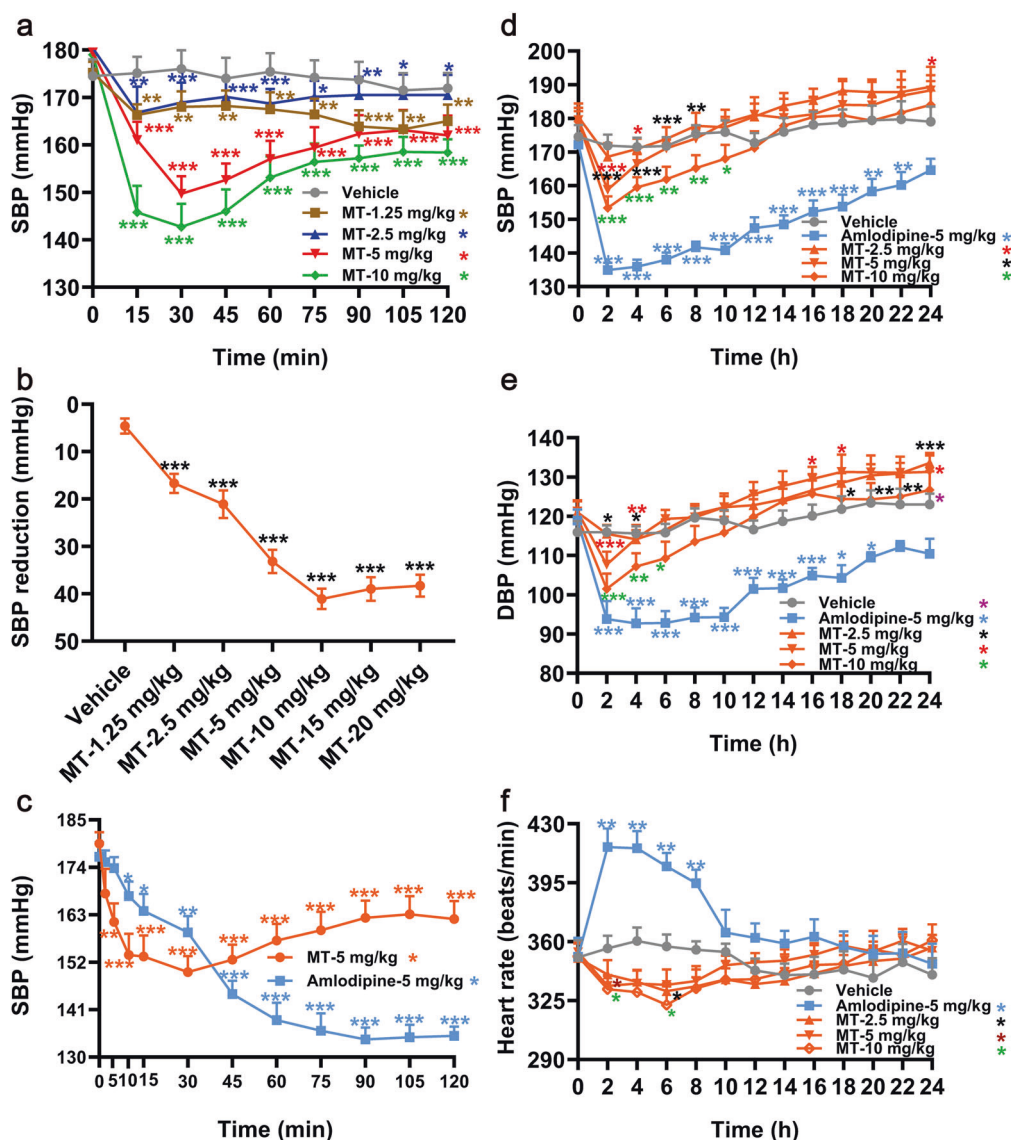 a
SBP (mmHg)
180
170
160
150
140
130
** *** *** *** * ** * *
** ** ** ** ** ** ** **
*** *** *** *** *** *** *** ***
*** *** *** *** *** *** *** ***
Vehicle
MT-1.25 mg/kg *
MT-2.5 mg/kg *
MT-5 mg/kg *
MT-10 mg/kg *
0 15 30 45 60 75 90 105 120
Time (min)
b
SBP reduction (mmHg)
0
10
20
30
40
50
*** *** *** *** *** ***
Vehicle
MT-1.25 mg/kg
MT-2.5 mg/kg
MT-5 mg/kg
MT-10 mg/kg
MT-15 mg/kg
MT-20 mg/kg
c
SBP (mmHg)
185
174
163
152
141
130
** *** *** *** *** *** *** *** *** ***
* * ** *** *** *** *** *** ***
MT-5 mg/kg *
Amlodipine-5 mg/kg *
0 5 10 15 30 45 60 75 90 105 120
Time (min)
d
SBP (mmHg)
200
190
180
170
160
150
140
130
* *** ** *
*** *** ***
*** ** ** *
*** *** *** *** *** *** *** *** *** ** **
Vehicle
Amlodipine-5 mg/kg *
MT-2.5 mg/kg *
MT-5 mg/kg *
MT-10 mg/kg *
0 2 4 6 8 10 12 14 16 18 20 22 24
Time (h)
e
DBP (mmHg)
140
130
120
110
100
90
80
* ** * * * ***
*** * ** ** * *
*** ** *
*** *** *** *** *** *** *** *** * *
Vehicle *
Amlodipine-5 mg/kg *
MT-2.5 mg/kg *
MT-5 mg/kg *
MT-10 mg/kg *
0 2 4 6 8 10 12 14 16 18 20 22 24
Time (h)
f
Heart rate (beats/min)
430
395
360
325
290
** ** ** **
* *
* *
Vehicle
Amlodipine-5 mg/kg *
MT-2.5 mg/kg *
MT-5 mg/kg *
MT-10 mg/kg *
0 2 4 6 8 10 12 14 16 18 20 22 24
Time (h)